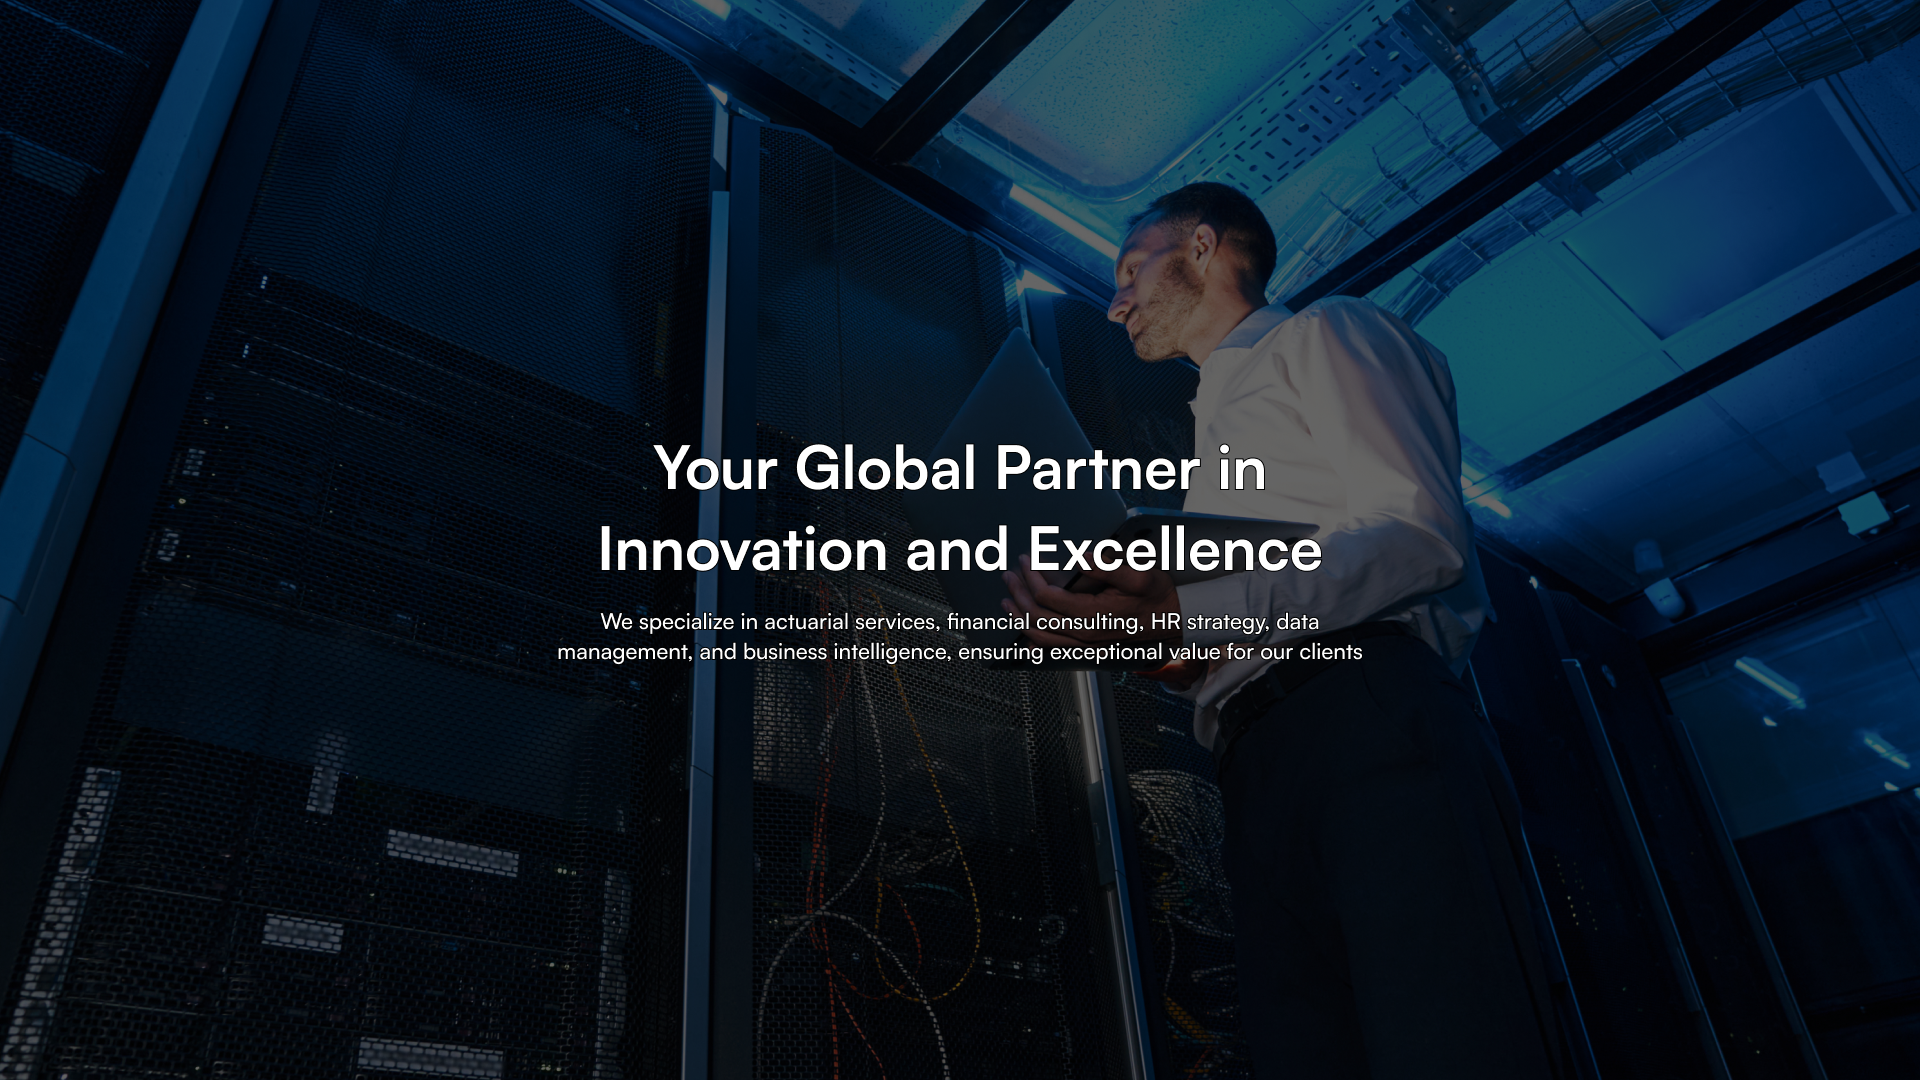 Your Global Partner in
Innovation and Excellence
We specialize in actuarial services, financial consulting, HR strategy, data
management, and business intelligence, ensuring exceptional value for our clients